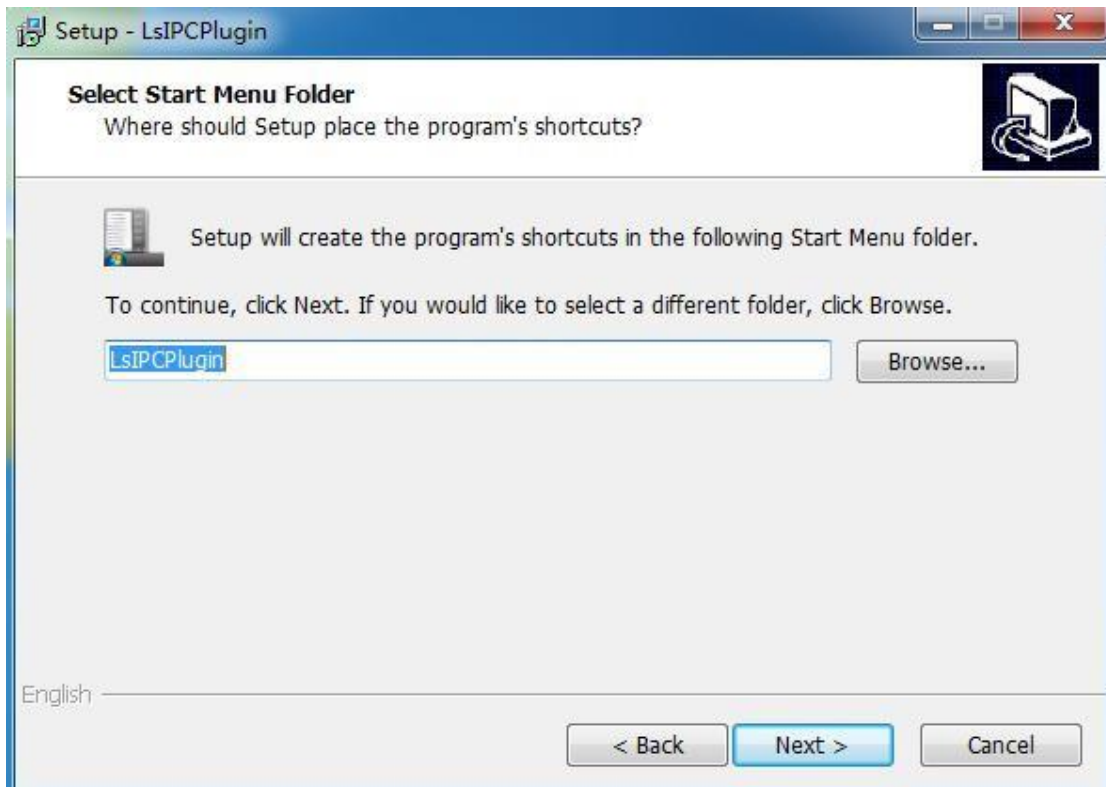 Setup - LsIPCPlugin
Select Start Menu Folder
Where should Setup place the program's shortcuts?
Setup will create the program's shortcuts in the following Start Menu folder.
To continue, click Next. If you would like to select a different folder, click Browse.
LsIPCPlugin
Browse...
English
< Back
Next >
Cancel